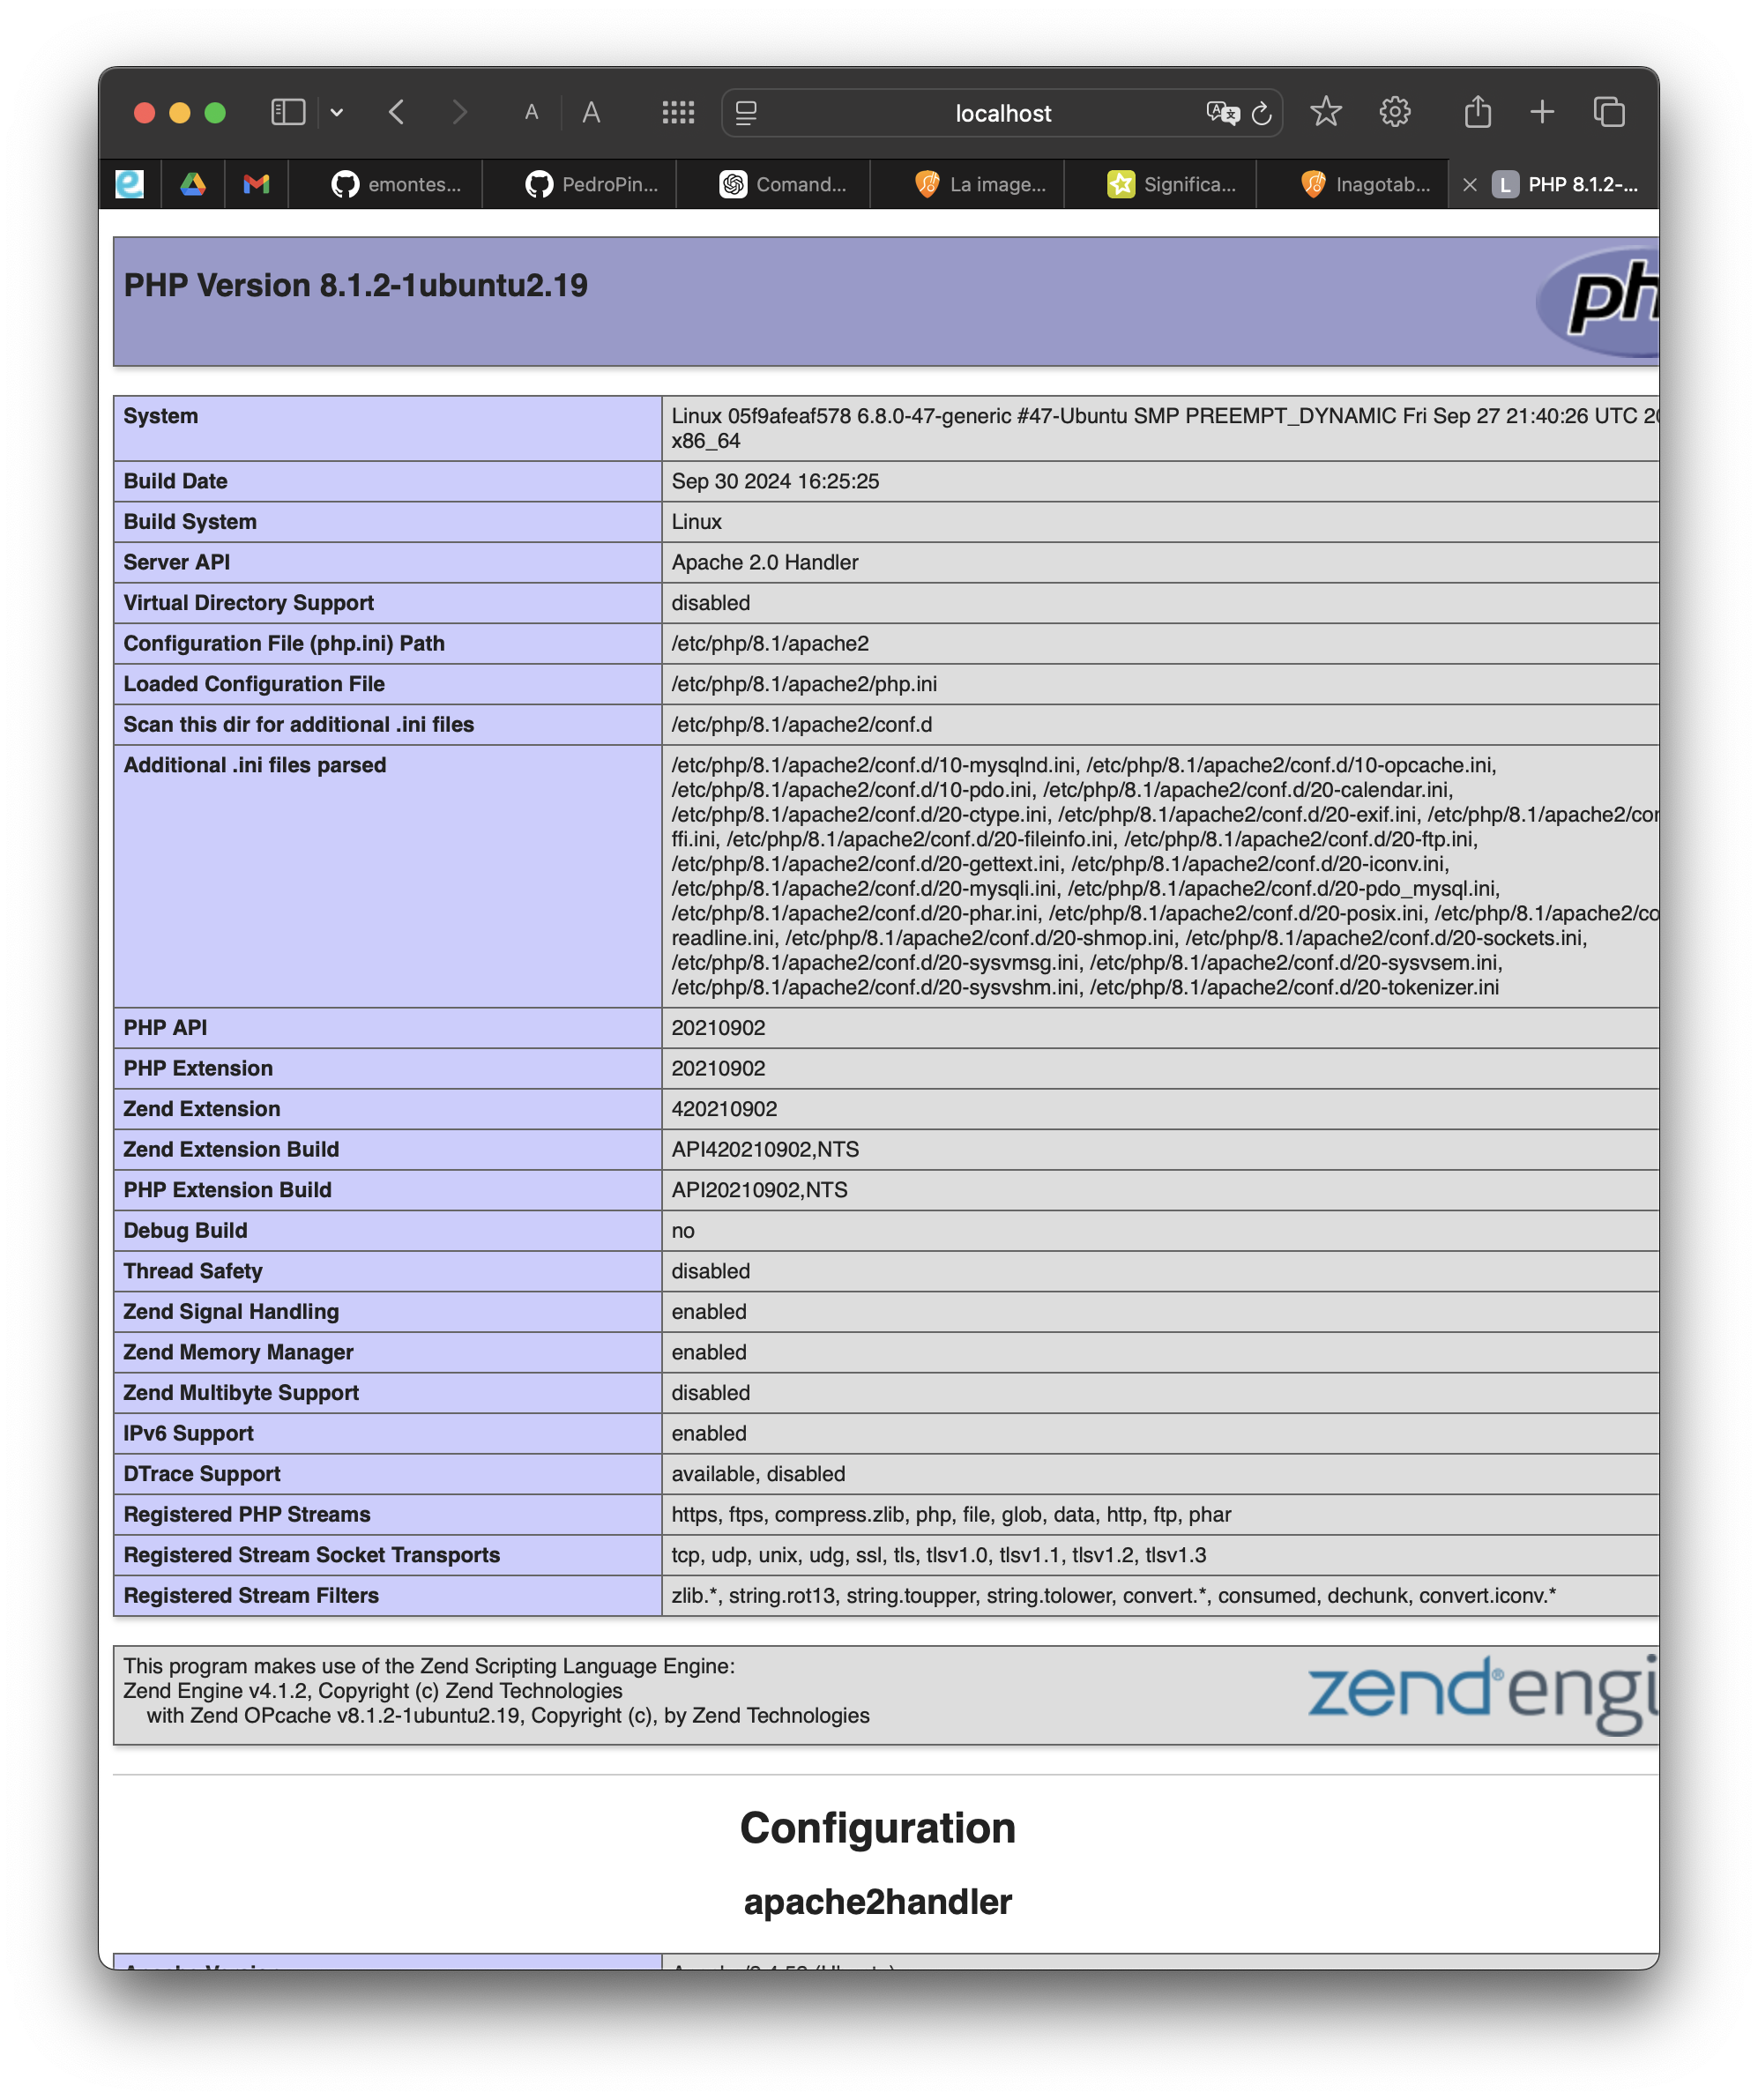 A A localhost
emontes... PedroPin... Comand... La image... Significa... Inagotab... L PHP 8.1.2-...
PHP Version 8.1.2-1ubuntu2.19
System Linux 05f9afeaf578 6.8.0-47-generic #47-Ubuntu SMP PREEMPT_DYNAMIC Fri Sep 27 21:40:26 UTC
x86_64
Build Date Sep 30 2024 16:25:25
Build System Linux
Server API Apache 2.0 Handler
Virtual Directory Support disabled
Configuration File (php.ini) Path /etc/php/8.1/apache2
Loaded Configuration File /etc/php/8.1/apache2/php.ini
Scan this dir for additional .ini files /etc/php/8.1/apache2/conf.d
Additional .ini files parsed /etc/php/8.1/apache2/conf.d/10-mysqlnd.ini, /etc/php/8.1/apache2/conf.d/10-opcache.ini,
/etc/php/8.1/apache2/conf.d/10-pdo.ini, /etc/php/8.1/apache2/conf.d/20-calendar.ini,
/etc/php/8.1/apache2/conf.d/20-ctype.ini, /etc/php/8.1/apache2/conf.d/20-exif.ini, /etc/php/8.1/apache2/con
ffi.ini, /etc/php/8.1/apache2/conf.d/20-fileinfo.ini, /etc/php/8.1/apache2/conf.d/20-ftp.ini,
/etc/php/8.1/apache2/conf.d/20-gettext.ini, /etc/php/8.1/apache2/conf.d/20-iconv.ini,
/etc/php/8.1/apache2/conf.d/20-mysqli.ini, /etc/php/8.1/apache2/conf.d/20-pdo_mysql.ini,
/etc/php/8.1/apache2/conf.d/20-phar.ini, /etc/php/8.1/apache2/conf.d/20-posix.ini, /etc/php/8.1/apache2/co
readline.ini, /etc/php/8.1/apache2/conf.d/20-shmop.ini, /etc/php/8.1/apache2/conf.d/20-sockets.ini,
/etc/php/8.1/apache2/conf.d/20-sysvmsg.ini, /etc/php/8.1/apache2/conf.d/20-sysvsem.ini,
/etc/php/8.1/apache2/conf.d/20-sysvshm.ini, /etc/php/8.1/apache2/conf.d/20-tokenizer.ini
PHP API 20210902
PHP Extension 20210902
Zend Extension 420210902
Zend Extension Build API420210902,NTS
PHP Extension Build API20210902,NTS
Debug Build no
Thread Safety disabled
Zend Signal Handling enabled
Zend Memory Manager enabled
Zend Multibyte Support disabled
IPv6 Support enabled
DTrace Support available, disabled
Registered PHP Streams https, ftps, compress.zlib, php, file, glob, data, http, ftp, phar
Registered Stream Socket Transports tcp, udp, unix, udg, ssl, tls, tlsv1.0, tlsv1.1, tlsv1.2, tlsv1.3
Registered Stream Filters zlib.*, string.rot13, string.toupper, string.tolower, convert.*, consumed, dechunk, convert.iconv.*
This program makes use of the Zend Scripting Language Engine:
Zend Engine v4.1.2, Copyright (c) Zend Technologies
with Zend OPcache v8.1.2-1ubuntu2.19, Copyright (c), by Zend Technologies
zend® engi
Configuration
apache2handler